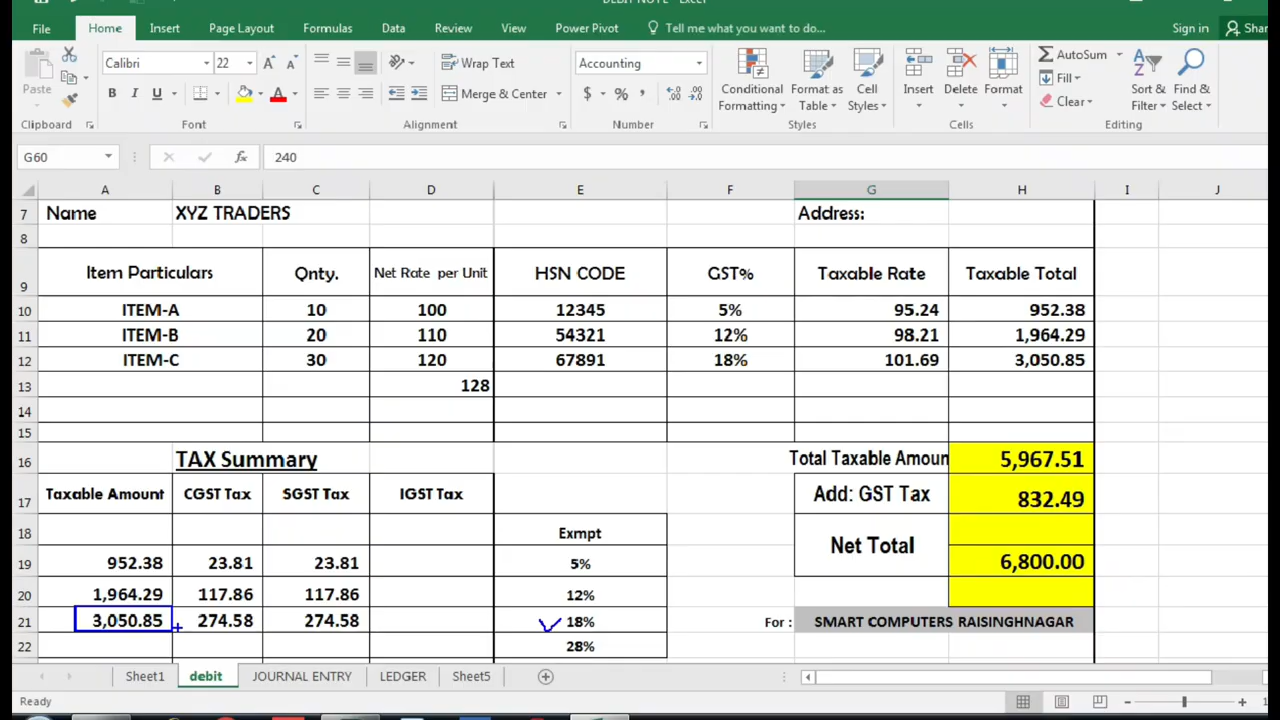 DEBIT NOTE - Excel
File Home Insert Page Layout Formulas Data Review View Power Pivot Tell me what you want to do... Sign in Shar
Paste Calibri 22 A A Wrap Text Accounting Conditional Formatting Format as Table Cell Styles Insert Delete Format AutoSum Sort & Filter Find & Select
B I U A Merge & Center $ % , Fill
Clear
Clipboard Font Alignment Number Styles Cells Editing
G60 fx 240
A B C D E F G H I J
7 Name XYZ TRADERS Address:
8
9 Item Particulars Qnty. Net Rate per Unit HSN CODE GST% Taxable Rate Taxable Total
10 ITEM-A 10 100 12345 5% 95.24 952.38
11 ITEM-B 20 110 54321 12% 98.21 1,964.29
12 ITEM-C 30 120 67891 18% 101.69 3,050.85
13 128
14
15
16 TAX Summary Total Taxable Amoun 5,967.51
17 Taxable Amount CGST Tax SGST Tax IGST Tax Add: GST Tax 832.49
18 Exmpt Net Total
19 952.38 23.81 23.81 5% 6,800.00
20 1,964.29 117.86 117.86 12%
21 3,050.85 274.58 274.58 18% For : SMART COMPUTERS RAISINGHNAGAR
22 28%
Sheet1 debit JOURNAL ENTRY LEDGER Sheet5
Ready